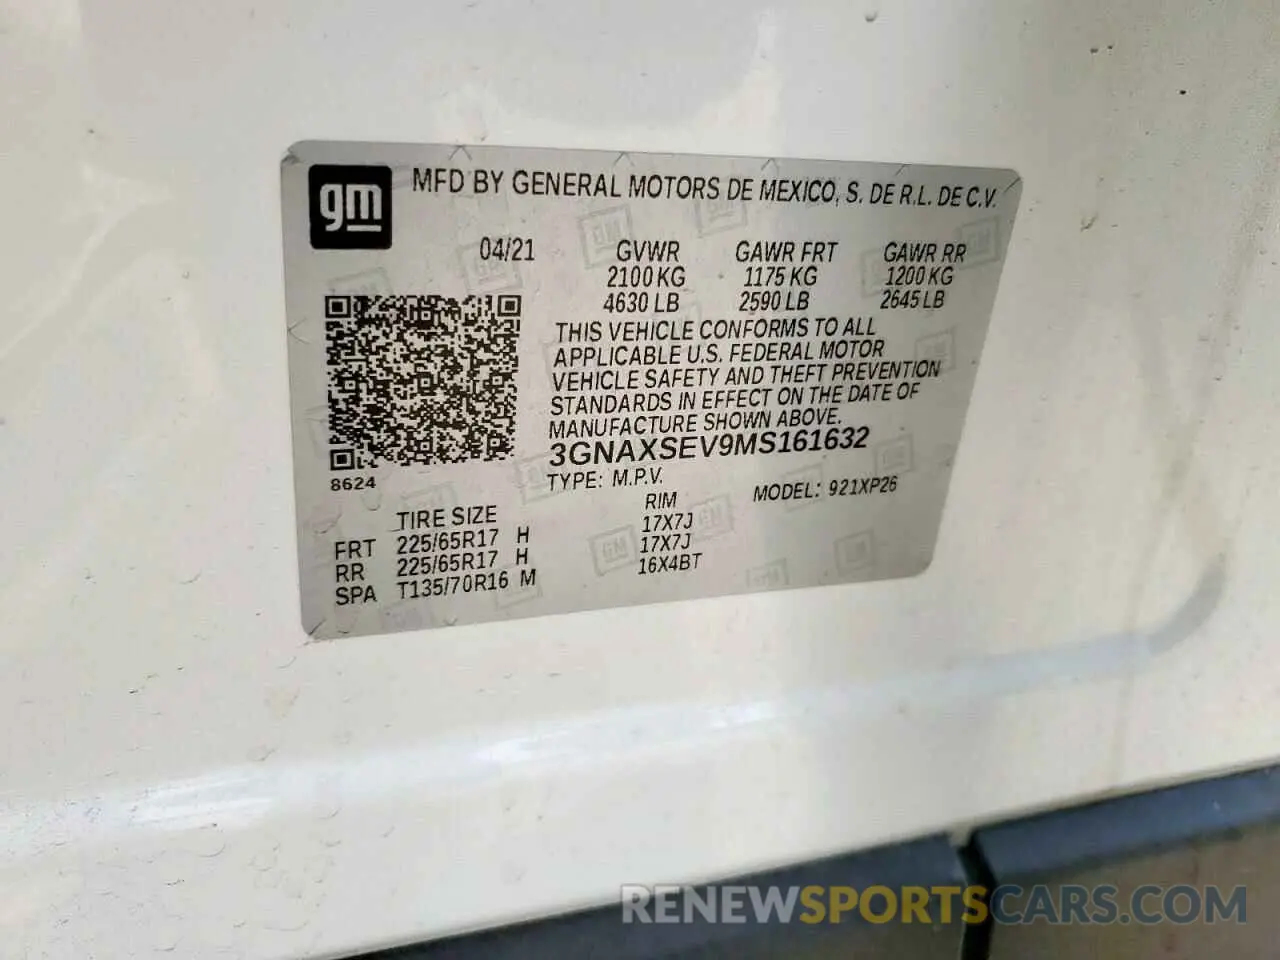 gm
MFD BY GENERAL MOTORS DE MEXICO, S. DE R.L. DE C.V.
04/21 GVWR GAWR FRT GAWR RR
2100 KG 1175 KG 1200 KG
4630 LB 2590 LB 2645 LB
THIS VEHICLE CONFORMS TO ALL
APPLICABLE U.S. FEDERAL MOTOR
VEHICLE SAFETY AND THEFT PREVENTION
STANDARDS IN EFFECT ON THE DATE OF
MANUFACTURE SHOWN ABOVE.
3GNAXSEV9MS161632
8624
TYPE: M.P.V. MODEL: 921XP26
TIRE SIZE RIM
FRT 225/65R17 H 17X7J
RR 225/65R17 H 17X7J
SPA T135/70R16 M 16X4BT
RENEWSPORTSCARS.COM